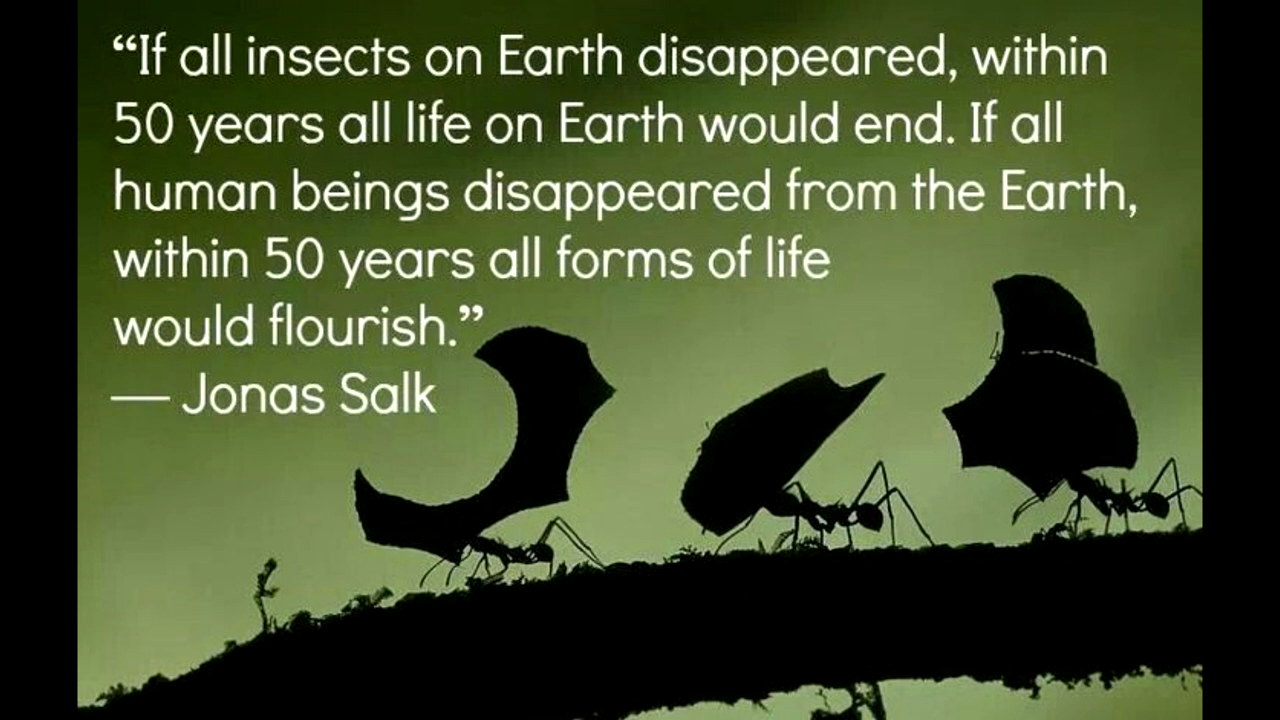 “If all insects on Earth disappeared, within
50 years all life on Earth would end. If all
human beings disappeared from the Earth,
within 50 years all forms of life
would flourish.”
— Jonas Salk